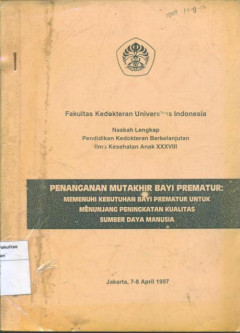 Fakultas Kedokteran Universitas Indonesia
Naskah Lengkap
Pendidikan Kedokteran Berkelanjutan
Ilmu Kesehatan Anak XXXVIII
PENANGANAN MUTAKHIR BAYI PREMATUR:
MEMENUHI KEBUTUHAN BAYI PREMATUR UNTUK
MENUNJANG PENINGKATAN KUALITAS
SUMBER DAYA MANUSIA
Jakarta, 7-8 April 1997